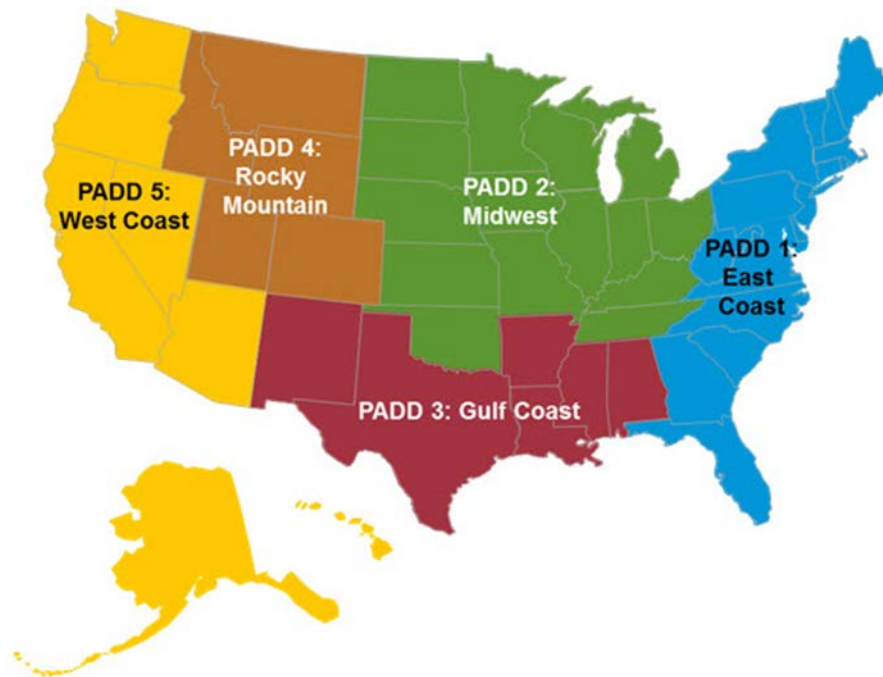 PADD 4:
Rocky
Mountain
PADD 5:
West Coast
PADD 2:
Midwest
PADD 1:
East
Coast
PADD 3: Gulf Coast